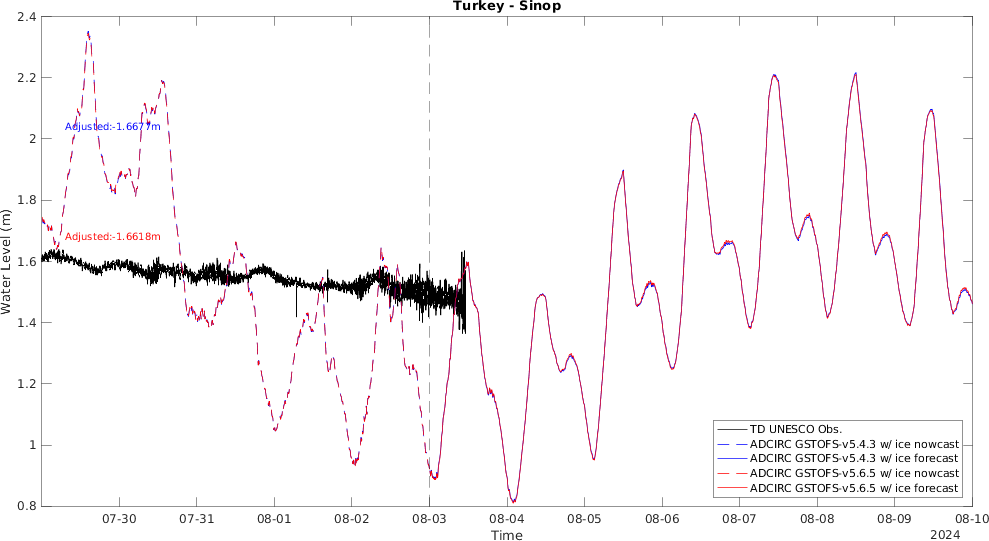 Turkey - Sinop
2.4
2.2
2
1.8
1.6
1.4
1.2
1
0.8
Water Level (m)
Adjusted:-1.6677m
Adjusted:-1.6618m
TD UNESCO Obs.
ADCIRC GSTOFS-v5.4.3 w/ ice nowcast
ADCIRC GSTOFS-v5.4.3 w/ ice forecast
ADCIRC GSTOFS-v5.6.5 w/ ice nowcast
ADCIRC GSTOFS-v5.6.5 w/ ice forecast
07-30 07-31 08-01 08-02 08-03 08-04 08-05 08-06 08-07 08-08 08-09 08-10
Time
2024